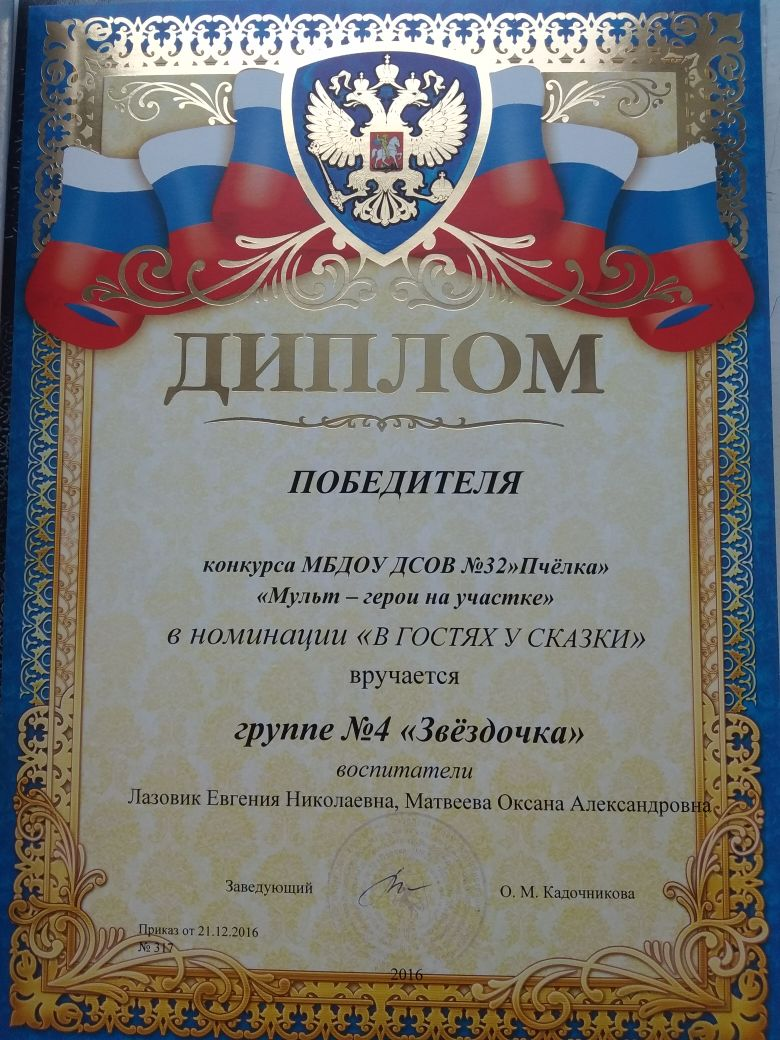 ДИПЛОМ
ПОБЕДИТЕЛЯ
конкурса МБДОУ ДСОВ №32»Пчёлка»
«Мульт – герои на участке»
в номинации «В ГОСТЯХ У СКАЗКИ»
вручается
группе №4 «Звёздочка»
воспитатели
Лазовик Евгения Николаевна, Матвеева Оксана Александровна
Заведующий
О. М. Кадочникова
Приказ от 21.12.2016
№ 317
2016